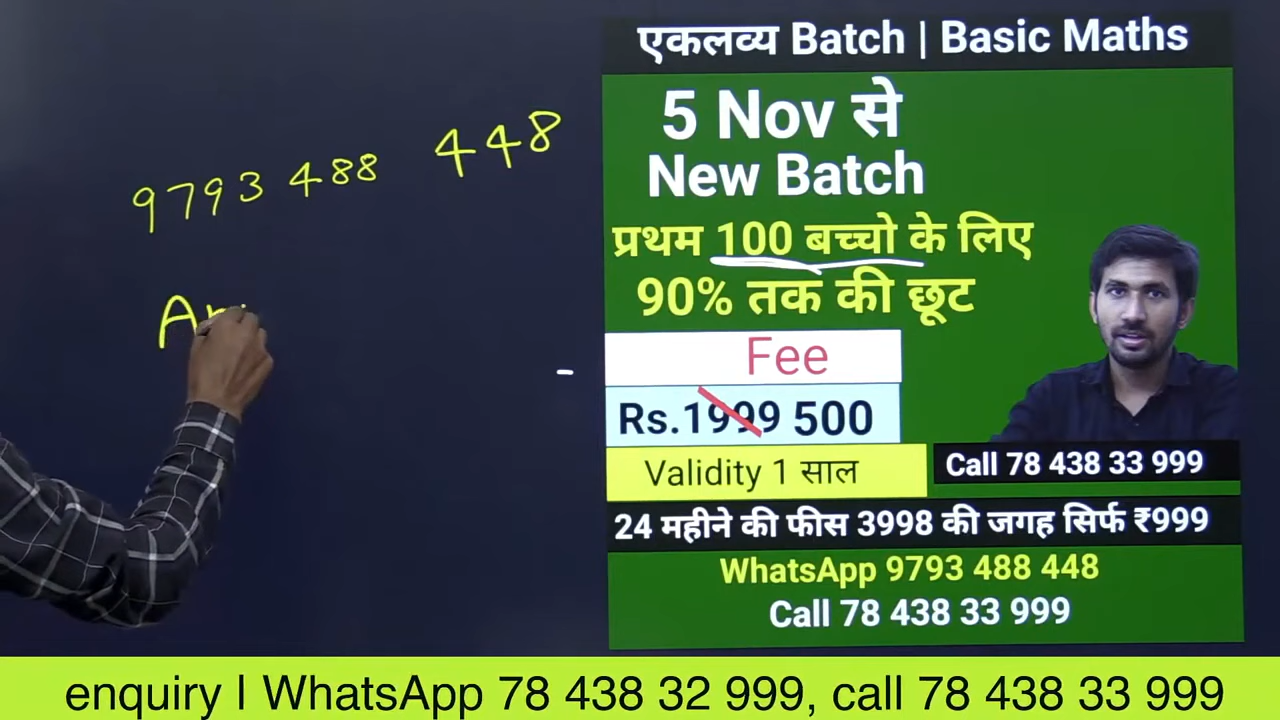 9793 488 448
एकलव्य Batch | Basic Maths
5 Nov से
New Batch
प्रथम 100 बच्चो के लिए
90% तक की छूट
Fee
Rs.1999 500
Validity 1 साल
Call 78 438 33 999
24 महीने की फीस 3998 की जगह सिर्फ ₹999
WhatsApp 9793 488 448
Call 78 438 33 999
enquiry I WhatsApp 78 438 32 999, call 78 438 33 999